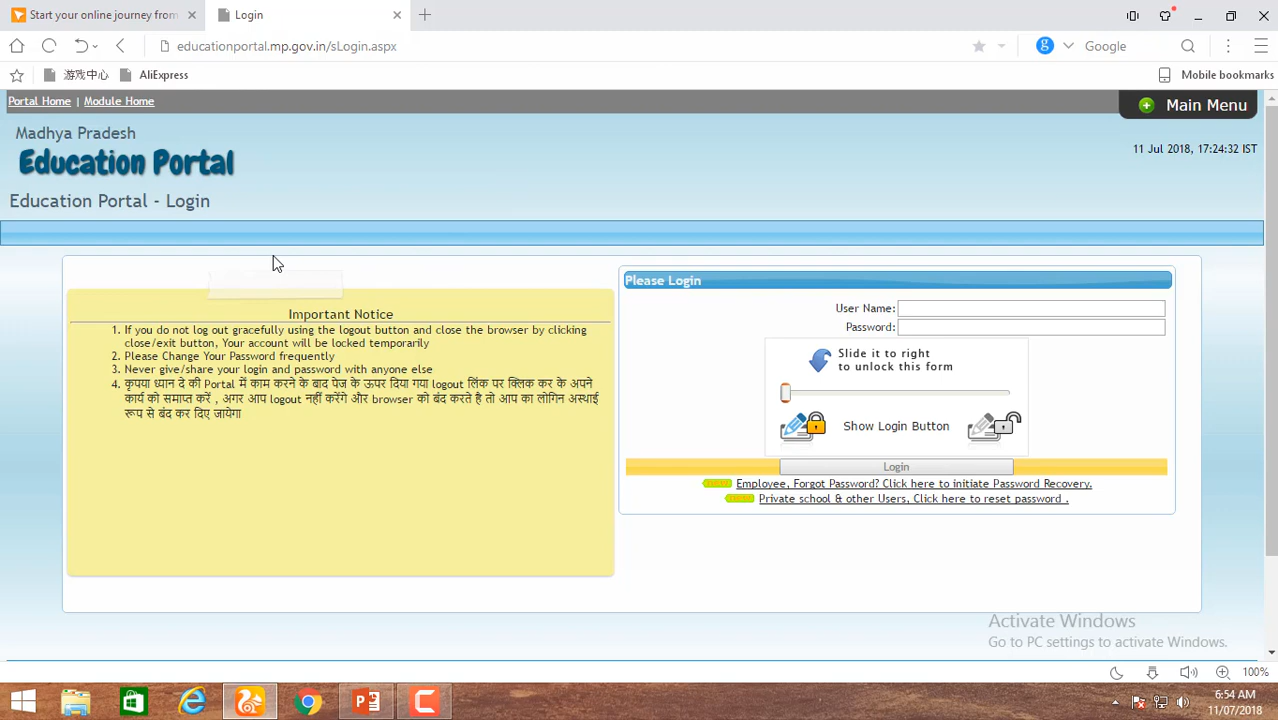 Start your online journey from
Login
educationportal.mp.gov.in/sLogin.aspx
Google
游戏中心
AliExpress
Mobile bookmarks
Portal Home | Module Home
Main Menu
Madhya Pradesh
Education Portal
11 Jul 2018, 17:24:32 IST
Education Portal - Login
Important Notice
1. If you do not log out gracefully using the logout button and close the browser by clicking
close/exit button, Your account will be locked temporarily
2. Please Change Your Password frequently
3. Never give/share your login and password with anyone else
4. कृपया ध्यान दे की Portal में काम करने के बाद पेज के ऊपर दिया गया logout लिंक पर क्लिक कर के अपने
कार्य को समाप्त करें , अगर आप logout नहीं करेंगे और browser को बंद करते है तो आप का लोगिन अस्थाई
रूप से बंद कर दिए जायेगा
Please Login
User Name:
Password:
Slide it to right
to unlock this form
Show Login Button
Login
Employee, Forgot Password? Click here to initiate Password Recovery.
Private school & other Users, Click here to reset password .
Activate Windows
Go to PC settings to activate Windows.
100%
6:54 AM
11/07/2018